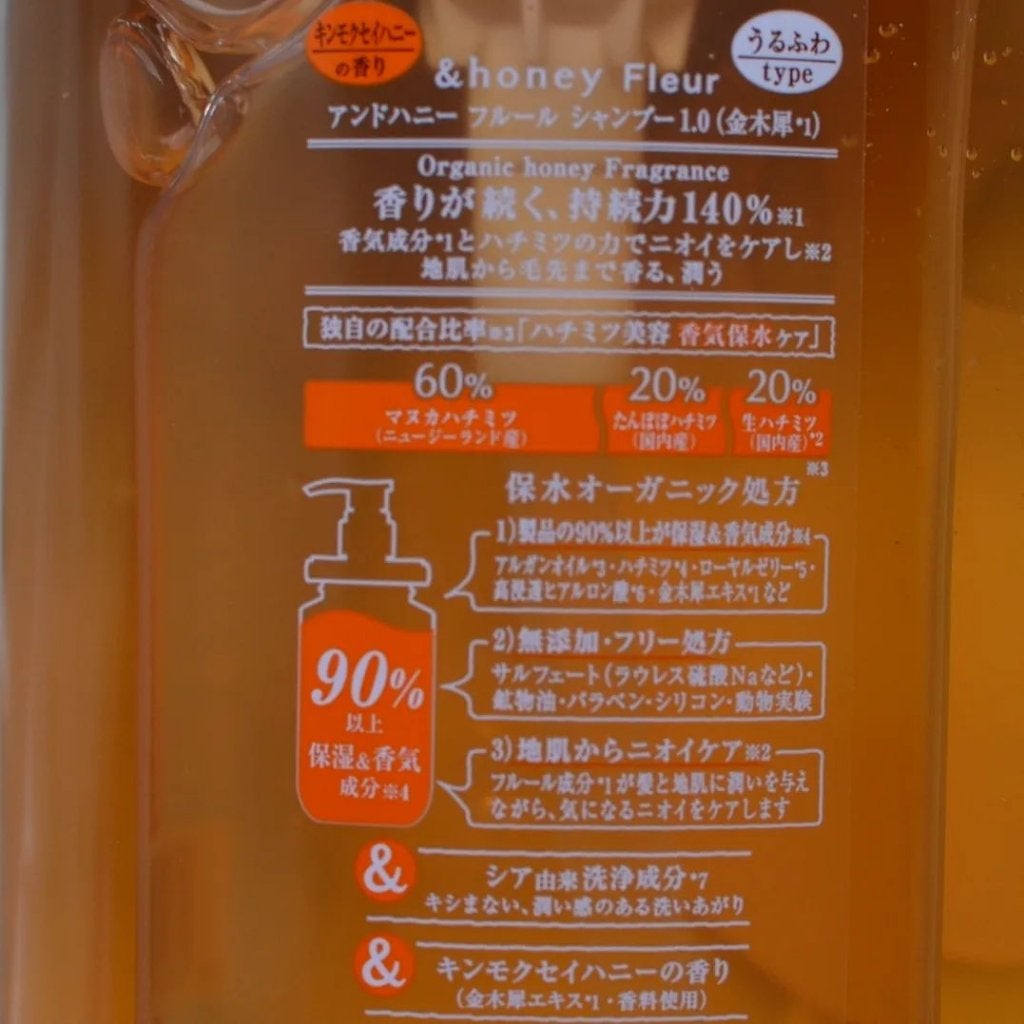 キンモクセイハニー
の香り
&honey Fleur
うるふわ
type
アンドハニー フルール シャンプー1.0(金木犀*1)
Organic honey Fragrance
香りが続く、持続力140%※1
香気成分*1とハチミツの力でニオイをケアし※2
地肌から毛先まで香る、潤う
独自の配合比率※3「ハチミツ美容 香気保水ケア」
60%
マヌカハチミツ
(ニュージーランド産)
20%
たんぽぽハチミツ
(国内産)
20%
生ハチミツ
(国内産)*2
保水オーガニック処方※3
1)製品の90%以上が保湿&香気成分※4
アルガンオイル*3・ハチミツ*4・ローヤルゼリー*5・
高浸透ヒアルロン酸*6・金木犀エキス*1など
2)無添加・フリー処方
サルフェート(ラウレス硫酸Naなど)・
鉱物油・パラベン・シリコン・動物実験
3)地肌からニオイケア※2
フルール成分*1が髪と地肌に潤いを与え
ながら、気になるニオイをケアします
90%
以上
保湿&香気
成分※4
&
シア由来洗浄成分*7
キシまない、潤い感のある洗いあがり
&
キンモクセイハニーの香り
(金木犀エキス*1・香料使用)